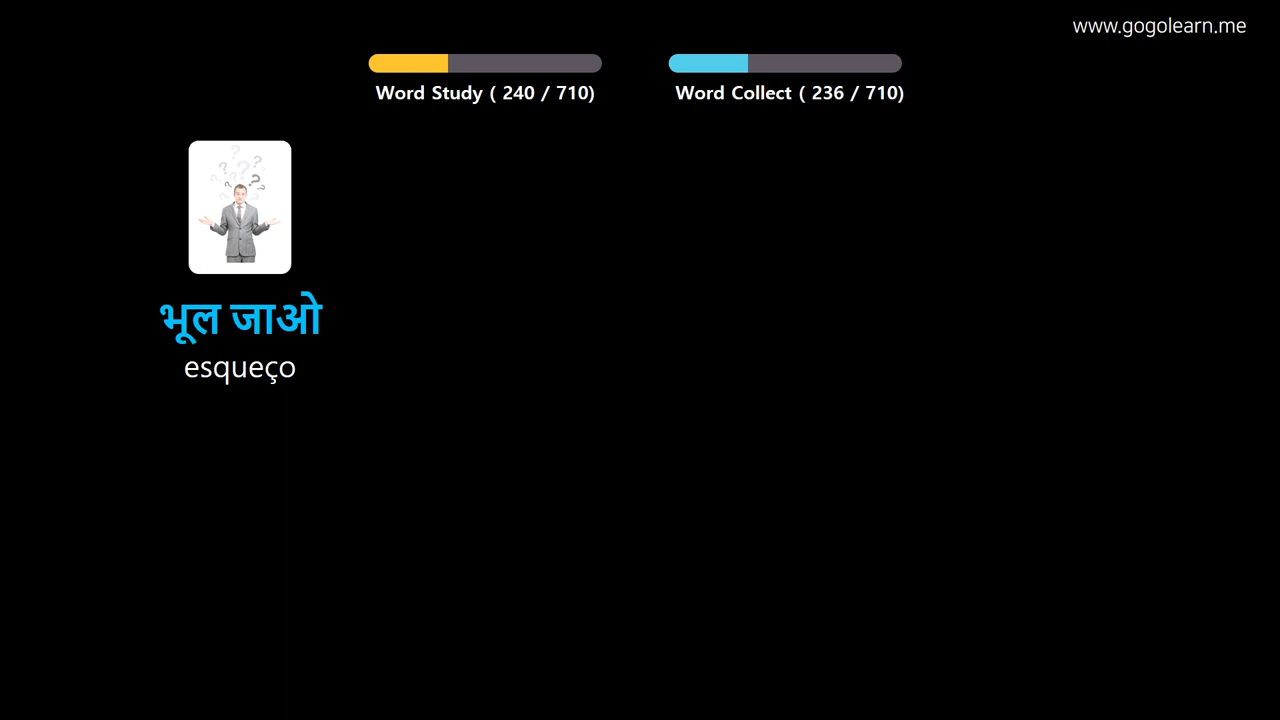 www.gogolearn.me
Word Study ( 240 / 710)
Word Collect ( 236 / 710)
भूल जाओ
esqueço